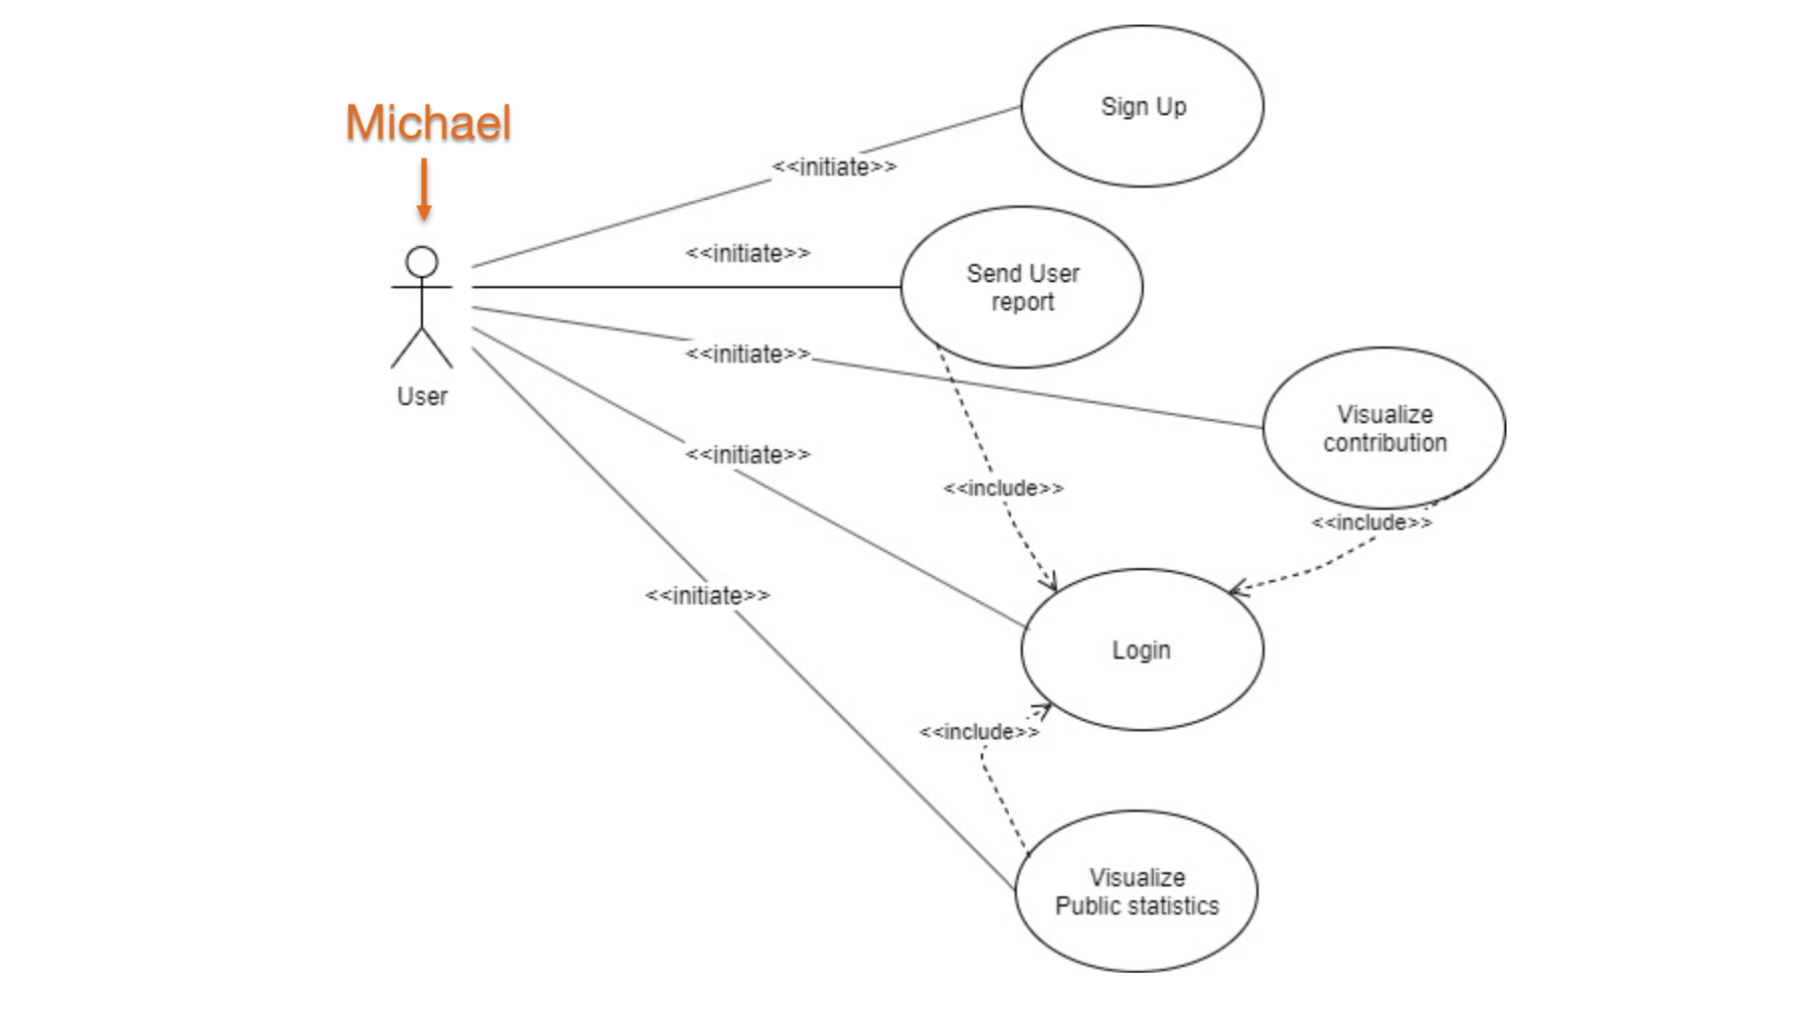 Sign Up
Michael
<<initiate>>
<<initiate>>
Send User
report
<<initiate>>
User
Visualize
contribution
<<initiate>>
<<include>>
<<include>>
<<initiate>>
Login
<<include>>
Visualize
Public statistics